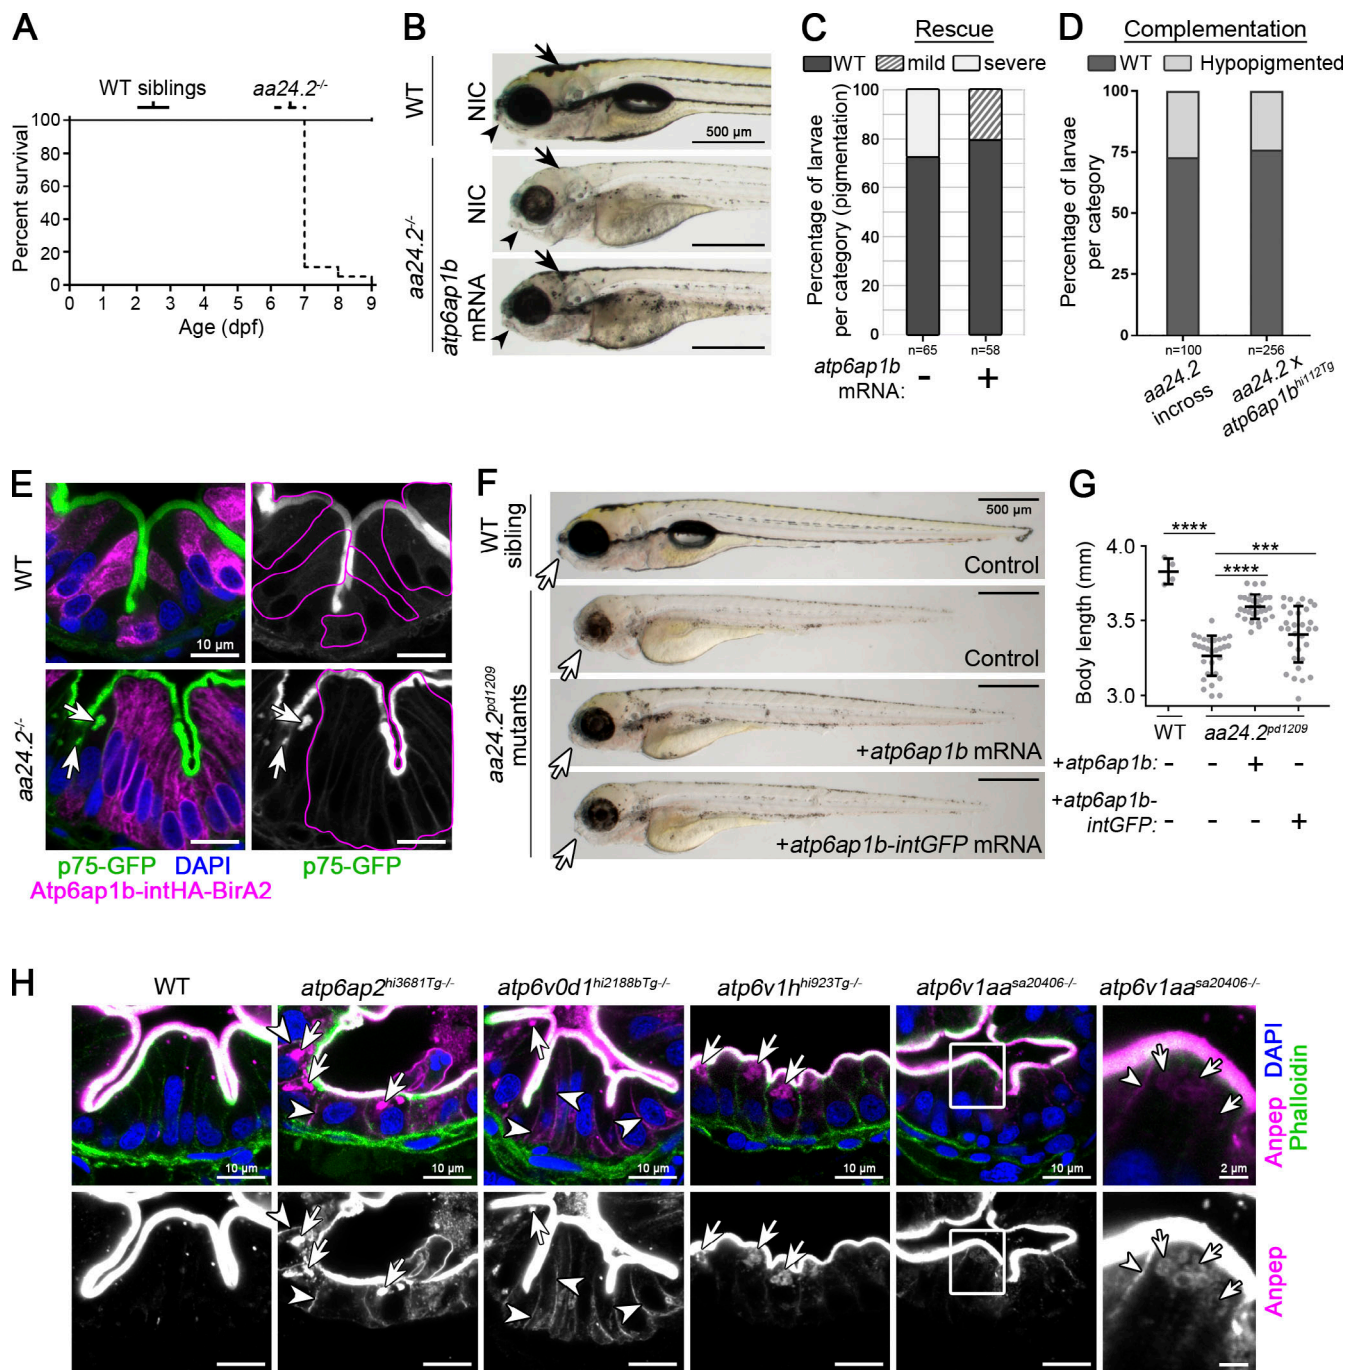 A
WT siblings
aa24.2-/-
Percent survival
100
80
60
40
20
0
0 1 2 3 4 5 6 7 8 9
Age (dpf)
B
WT
NIC
500 µm
aa24.2-/-
NIC
atp6ap1b
mRNA
C
Rescue
WT mild severe
Percentage of larvae
per category (pigmentation)
100
80
60
40
20
0
n=65 n=58
atp6ap1b
mRNA: - +
D
Complementation
WT Hypopigmented
Percentage of larvae
per category
100
75
50
25
0
n=100 n=256
aa24.2
incross
aa24.2 x
atp6ap1bhi112Tg
E
WT
10 µm
aa24.2-/-
p75-GFP DAPI
Atp6ap1b-intHA-BirA2
p75-GFP
F
WT
sibling
500 µm
Control
aa24.2pd1209
mutants
Control
+atp6ap1b mRNA
+atp6ap1b-intGFP mRNA
G
Body length (mm)
4.0
3.5
3.0
****
***
****
WT aa24.2pd1209
+atp6ap1b: - - + -
+atp6ap1b-
intGFP: - - - +
H
WT
atp6ap2hi3681Tg-/-
atp6v0d1hi2188bTg-/-
atp6v1hhi923Tg-/-
atp6v1aasa20406-/-
atp6v1aasa20406-/-
10 µm
10 µm
10 µm
10 µm
10 µm
2 µm
Anpep DAPI
Phalloidin
Anpep